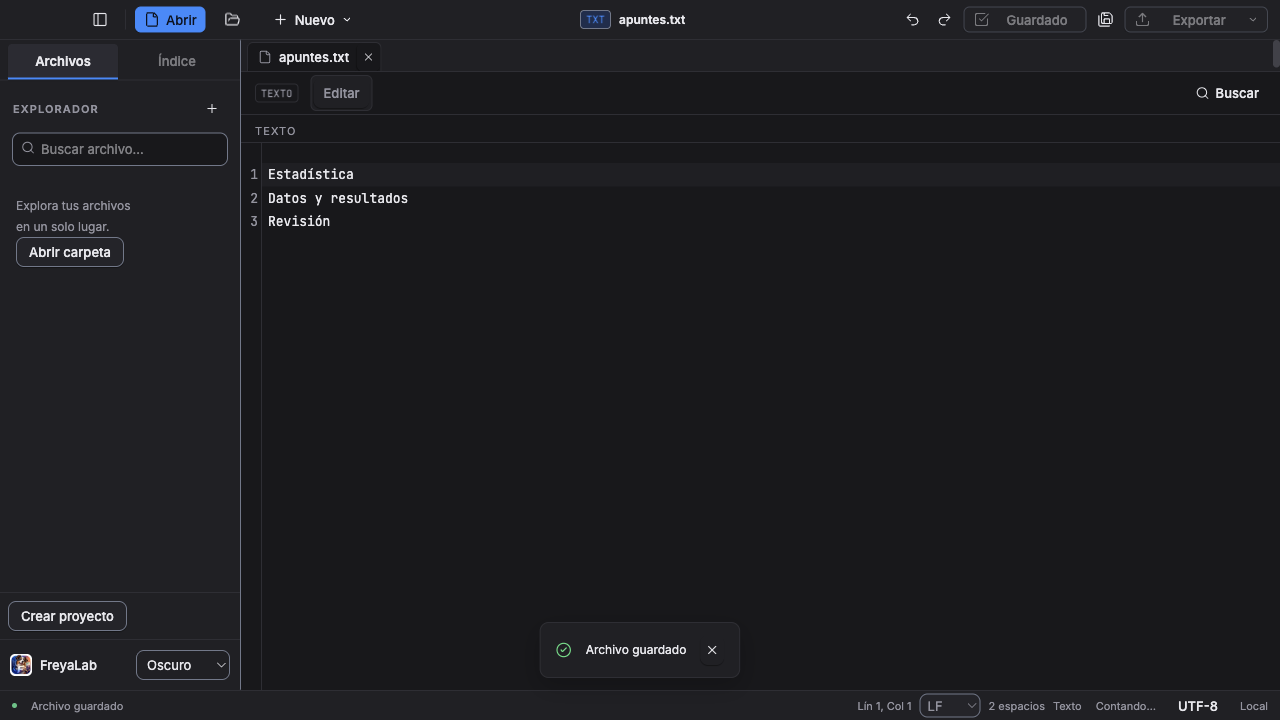 Abrir
Nuevo
TXT apuntes.txt
Guardado
Exportar
Archivos
Índice
apuntes.txt
TEXTO
Editar
Buscar
EXPLORADOR
TEXTO
Buscar archivo...
1 Estadística
2 Datos y resultados
3 Revisión
Explora tus archivos
en un solo lugar.
Abrir carpeta
Crear proyecto
Archivo guardado
FreyaLab
Oscuro
Archivo guardado
Lín 1, Col 1
LF
2 espacios
Texto
Contando...
UTF-8
Local